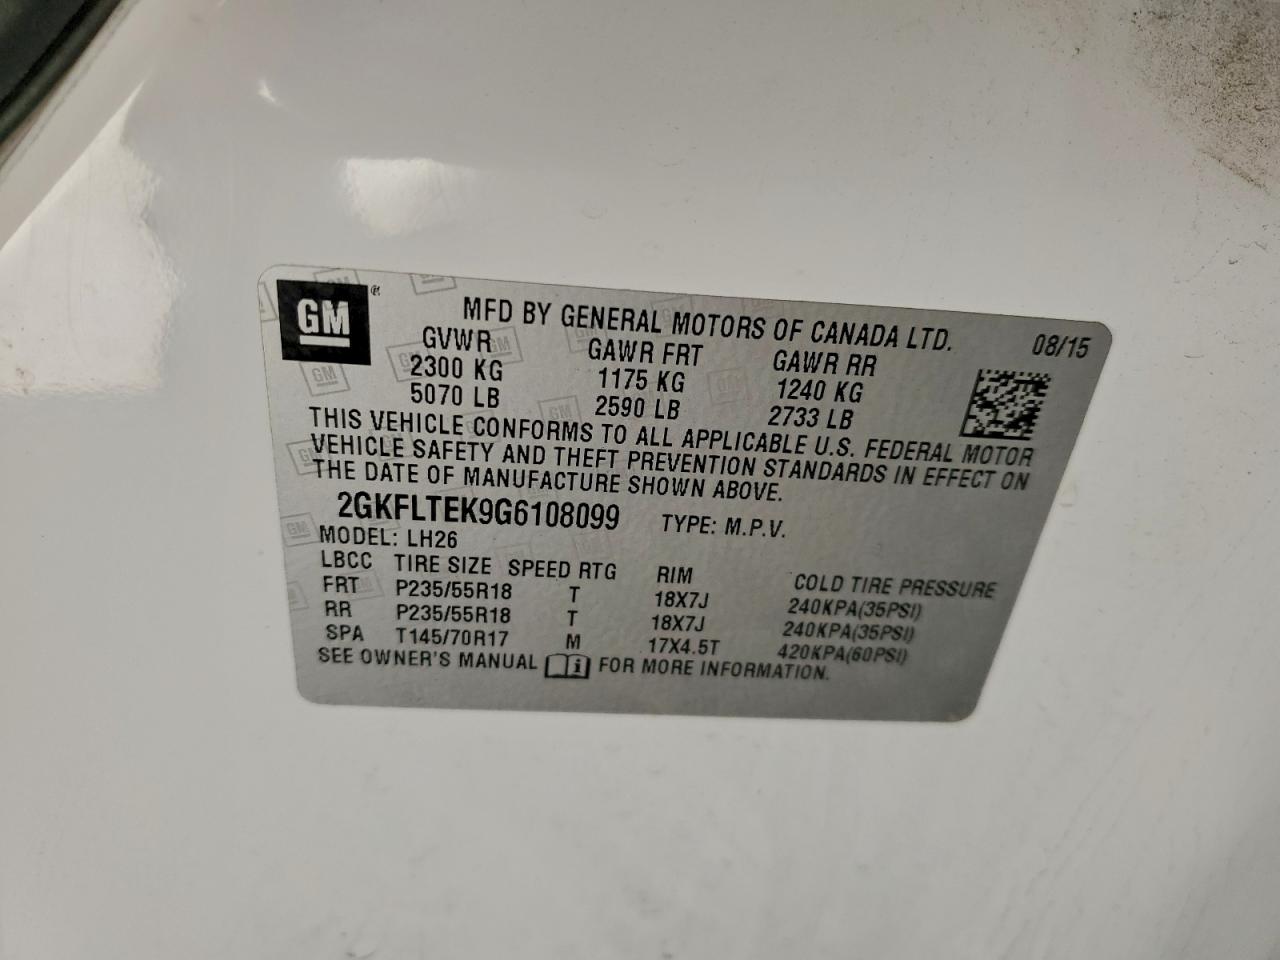 GM
MFD BY GENERAL MOTORS OF CANADA LTD. 08/15
GVWR GAWR FRT GAWR RR
2300 KG 1175 KG 1240 KG
5070 LB 2590 LB 2733 LB
THIS VEHICLE CONFORMS TO ALL APPLICABLE U.S. FEDERAL MOTOR
VEHICLE SAFETY AND THEFT PREVENTION STANDARDS IN EFFECT ON
THE DATE OF MANUFACTURE SHOWN ABOVE.
2GKFLTEK9G6108099 TYPE: M.P.V.
MODEL: LH26
LBCC TIRE SIZE SPEED RTG RIM COLD TIRE PRESSURE
FRT P235/55R18 T 18X7J 240KPA(35PSI)
RR P235/55R18 T 18X7J 240KPA(35PSI)
SPA T145/70R17 M 17X4.5T 420KPA(60PSI)
SEE OWNER'S MANUAL i FOR MORE INFORMATION.